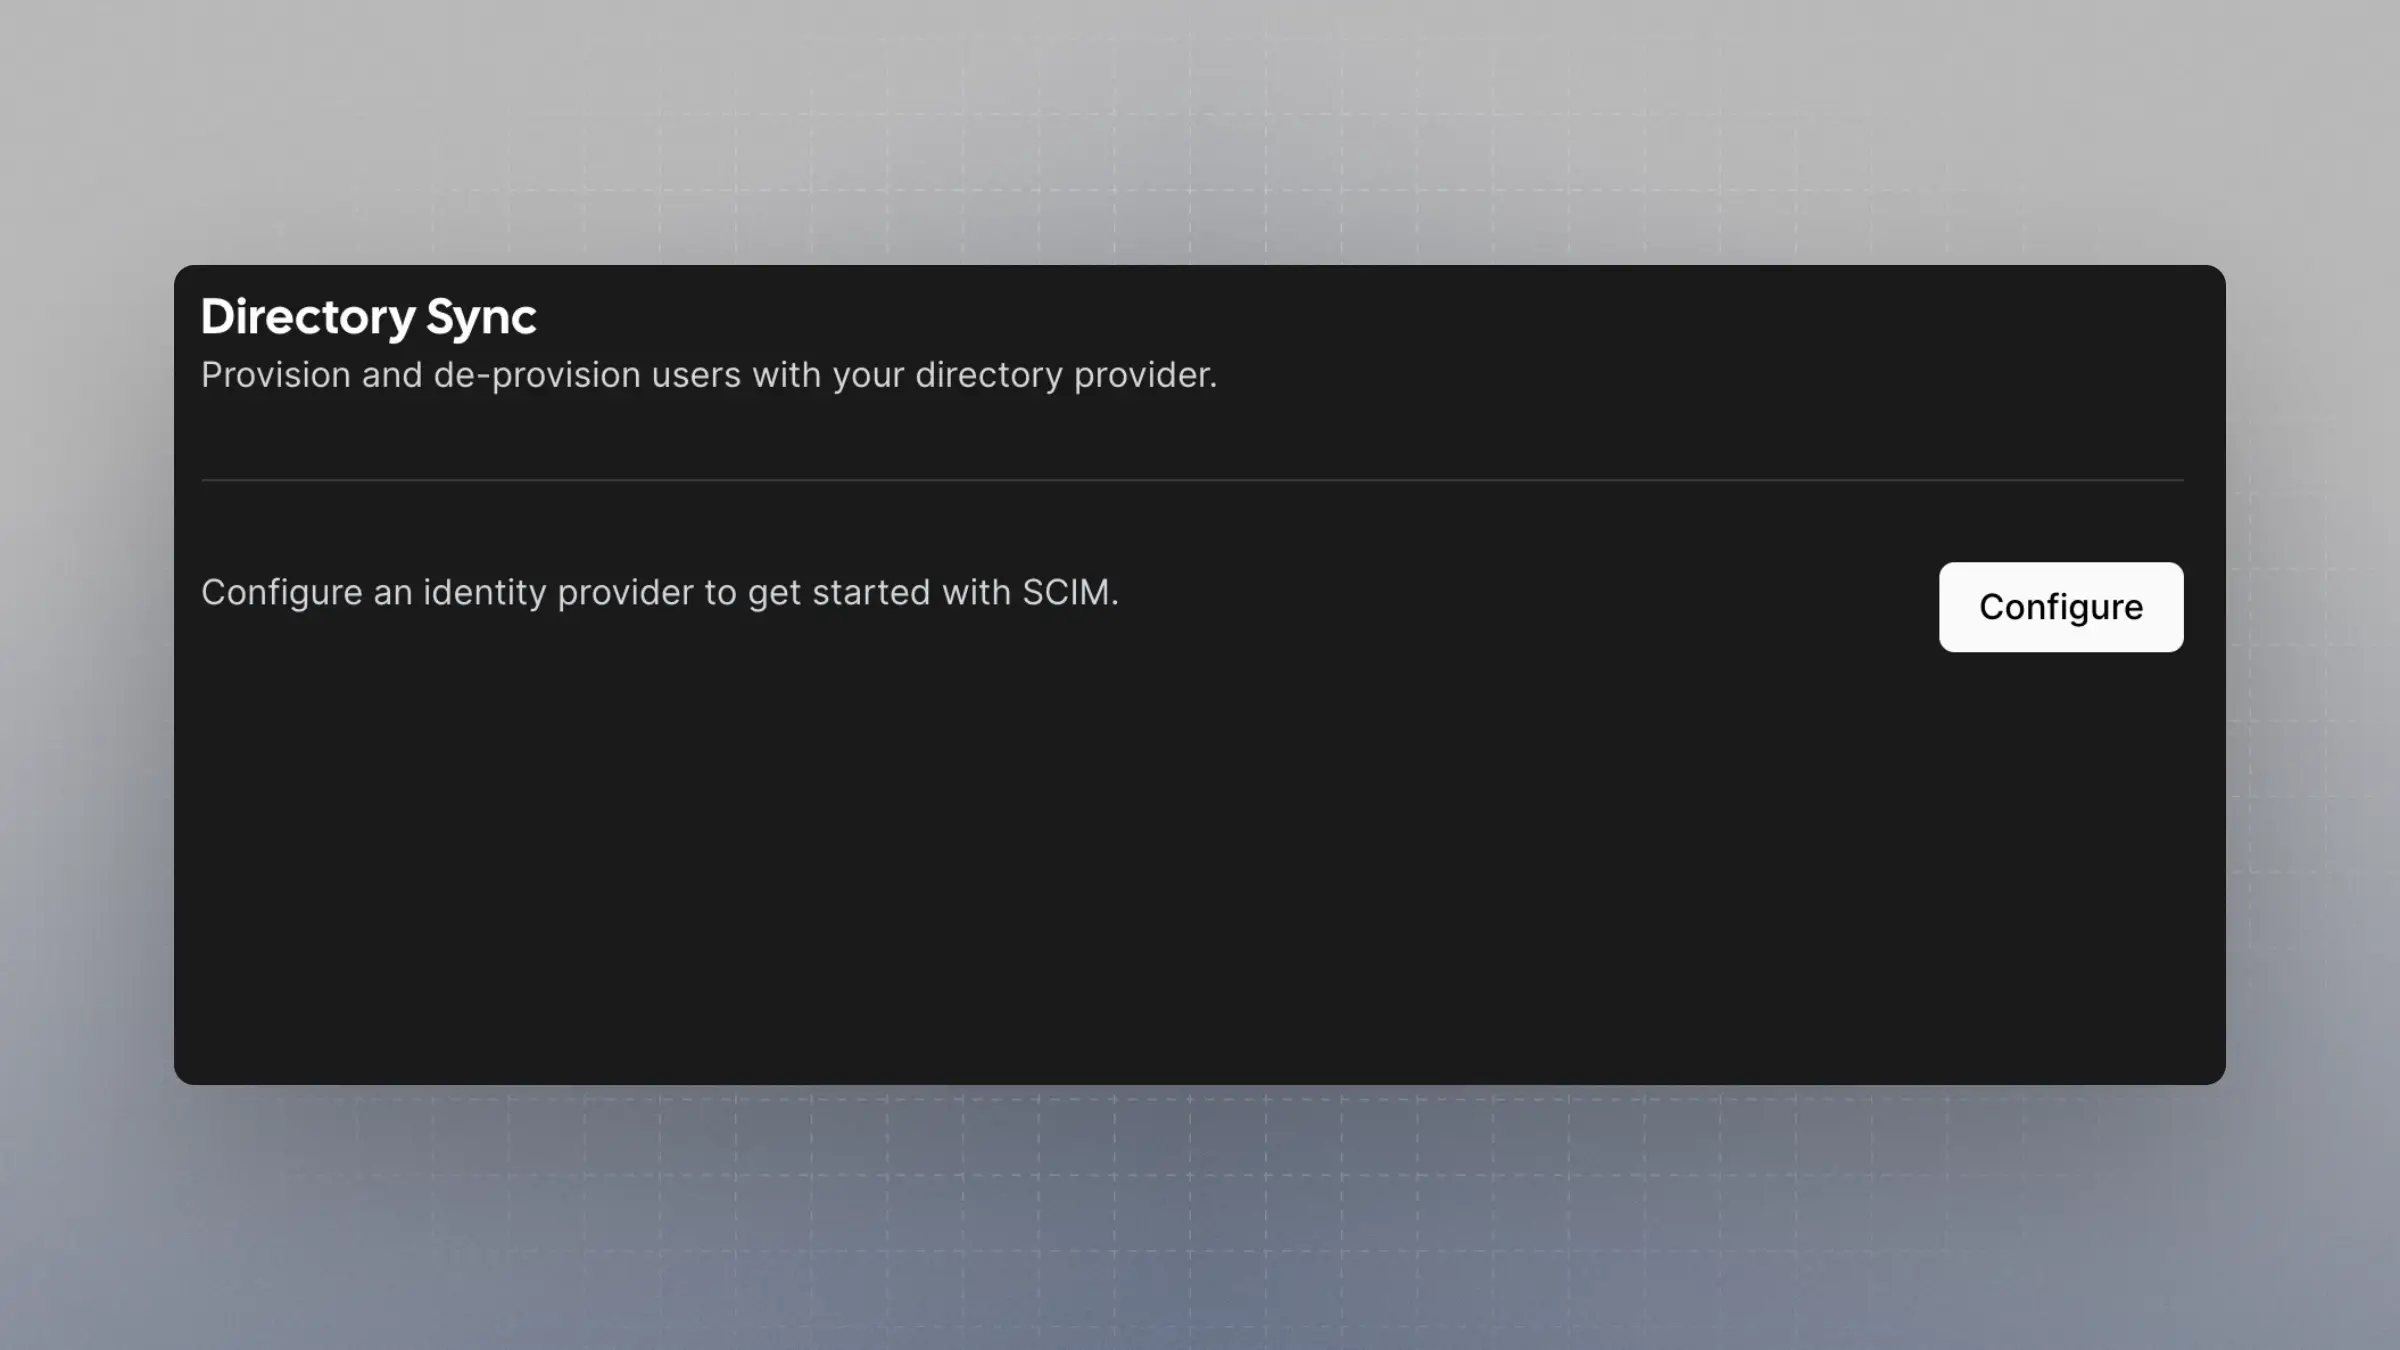 Directory Sync
Provision and de-provision users with your directory provider.
Configure an identity provider to get started with SCIM.
Configure